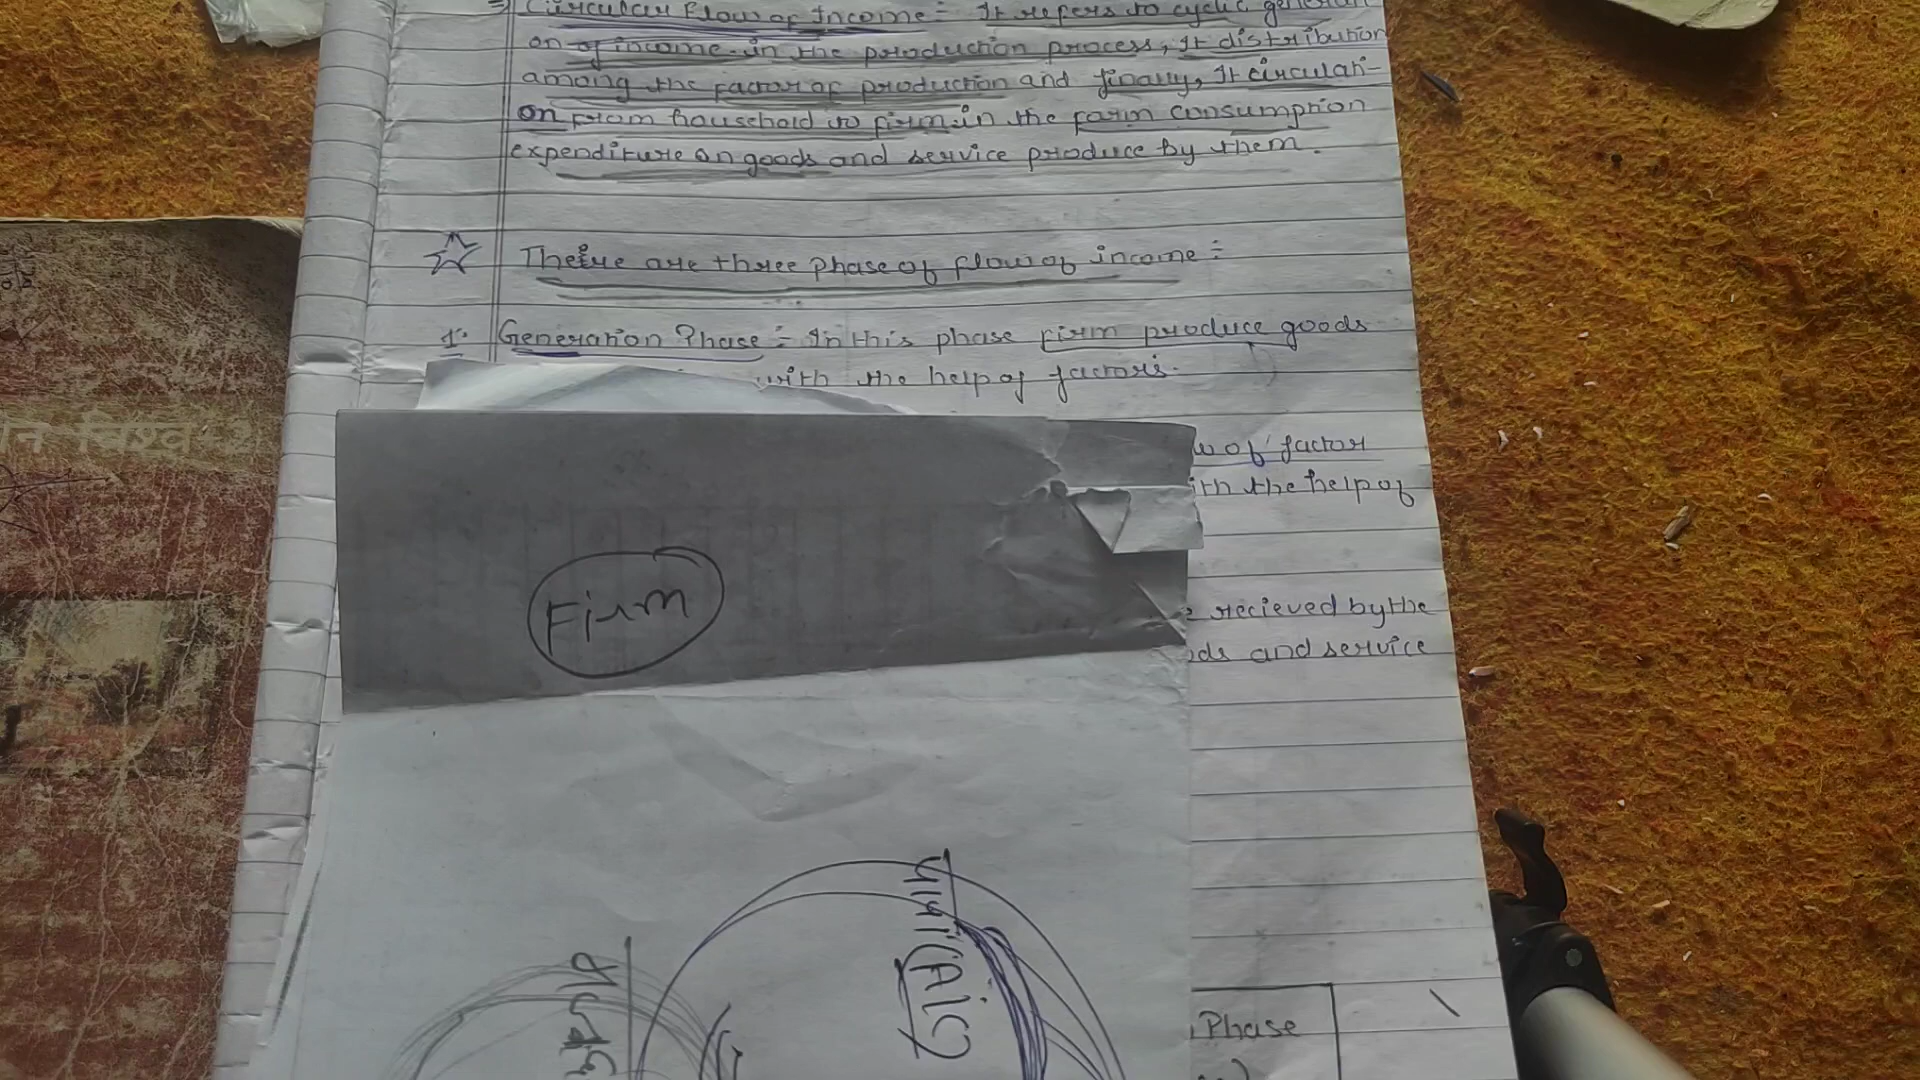 Circular Flow of Income:- It refers to cyclic generati
on of income in the production process, It distribution
among the factor of production and finally, It circulati-
on from household to firm in the form consumption
expenditure on goods and service produce by them.
There are three phase of flow of income:-
1. Generation Phase:- In this phase firm produce goods
with the help of factors.
of factor
ith the help of
Firm
recieved by the
ds and service
Phase